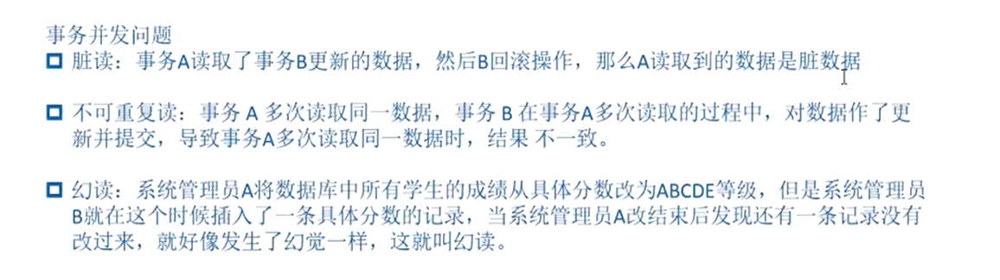 事务并发问题
脏读：事务A读取了事务B更新的数据，然后B回滚操作，那么A读取到的数据是脏数据
不可重复读：事务 A 多次读取同一数据，事务 B 在事务A多次读取的过程中，对数据作了更
新并提交，导致事务A多次读取同一数据时，结果 不一致。
幻读：系统管理员A将数据库中所有学生的成绩从具体分数改为ABCDE等级，但是系统管理员
B就在这个时候插入了一条具体分数的记录，当系统管理员A改结束后发现还有一条记录没有
改过来，就好像发生了幻觉一样，这就叫幻读。